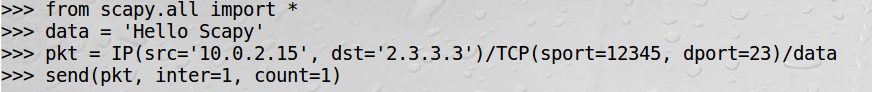 >>> from scapy.all import *
>>> data = 'Hello Scapy'
>>> pkt = IP(src='10.0.2.15', dst='2.3.3.3')/TCP(sport=12345, dport=23)/data
>>> send(pkt, inter=1, count=1)